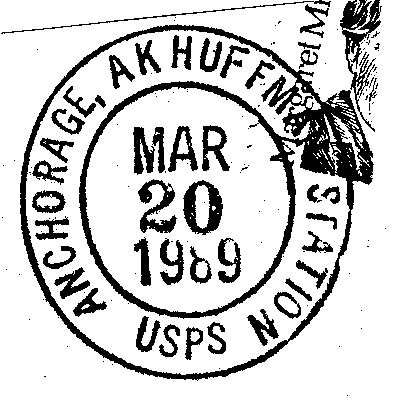 ANCHORAGE, AK HUFFMAN STATION
MAR
20
1989
USPS